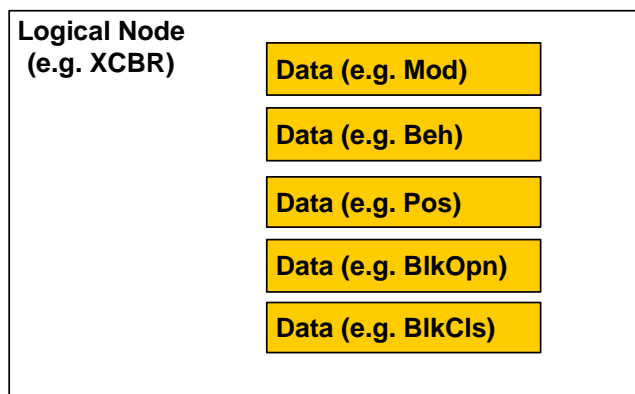 Logical Node
(e.g. XCBR)
Data (e.g. Mod)
Data (e.g. Beh)
Data (e.g. Pos)
Data (e.g. BlkOpn)
Data (e.g. BlkCls)